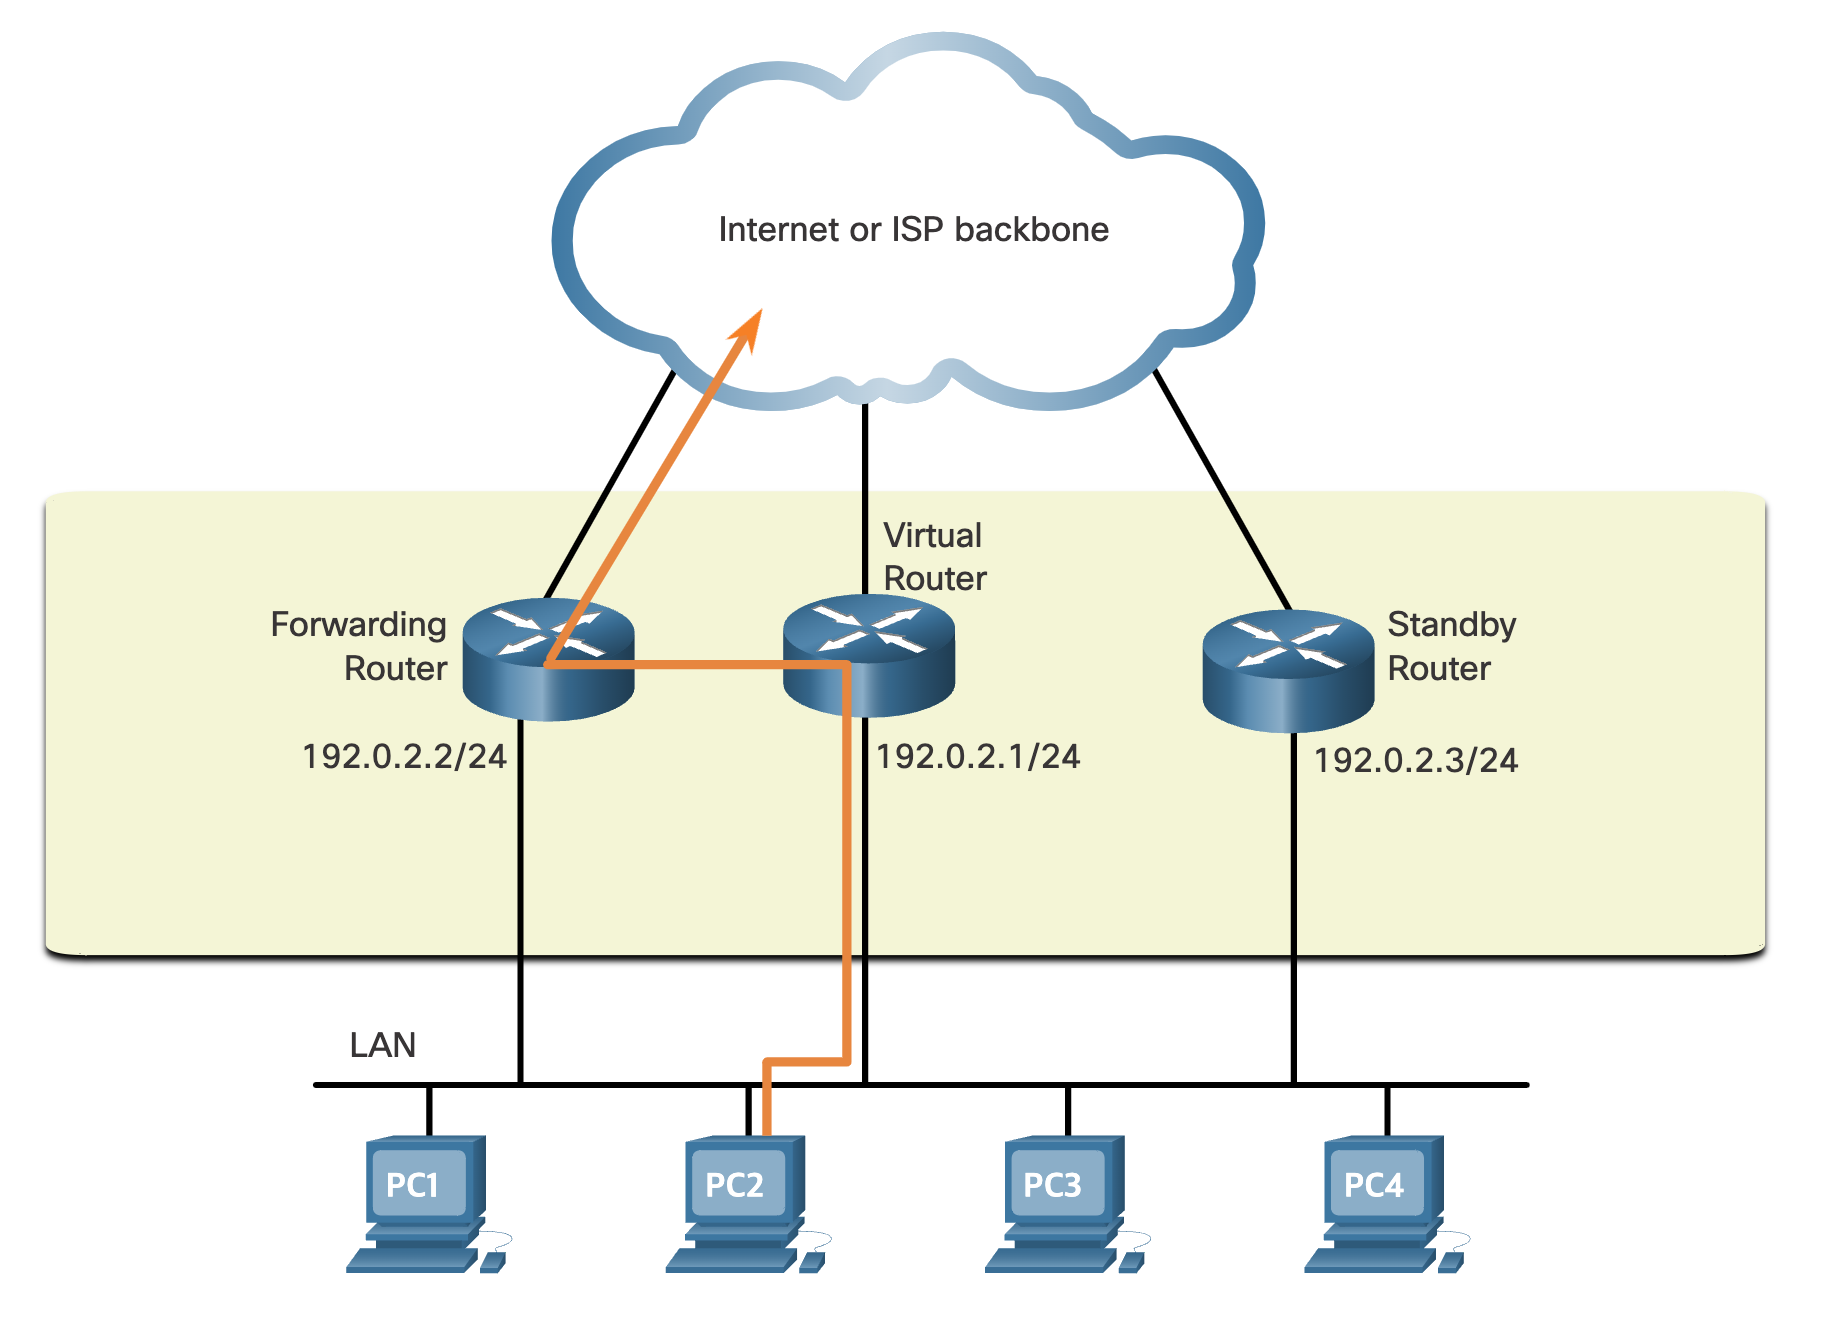 Internet or ISP backbone
Virtual
Router
Forwarding
Router
Standby
Router
192.0.2.2/24
192.0.2.1/24
192.0.2.3/24
LAN
PC1
PC2
PC3
PC4